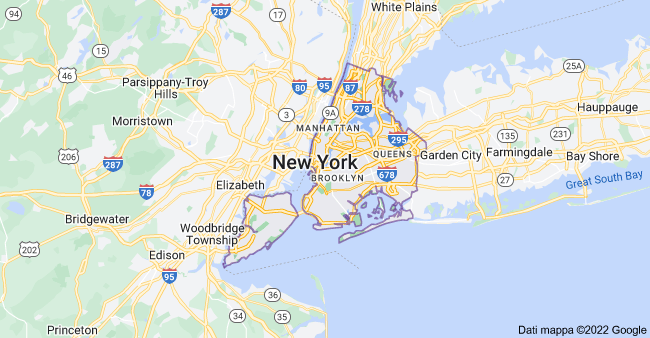 94
17
White Plains
287
15
46
25A
Parsippany-Troy
Hills
80
95
87
278
9A
3
Hauppauge
Morristown
MANHATTAN
295
135
231
206
287
New York
QUEENS
Garden City
Farmingdale
Bay Shore
BROOKLYN
678
27
Great South Bay
78
Elizabeth
Bridgewater
Woodbridge
Township
202
Edison
95
36
34
35
Princeton
Dati mappa ©2022 Google